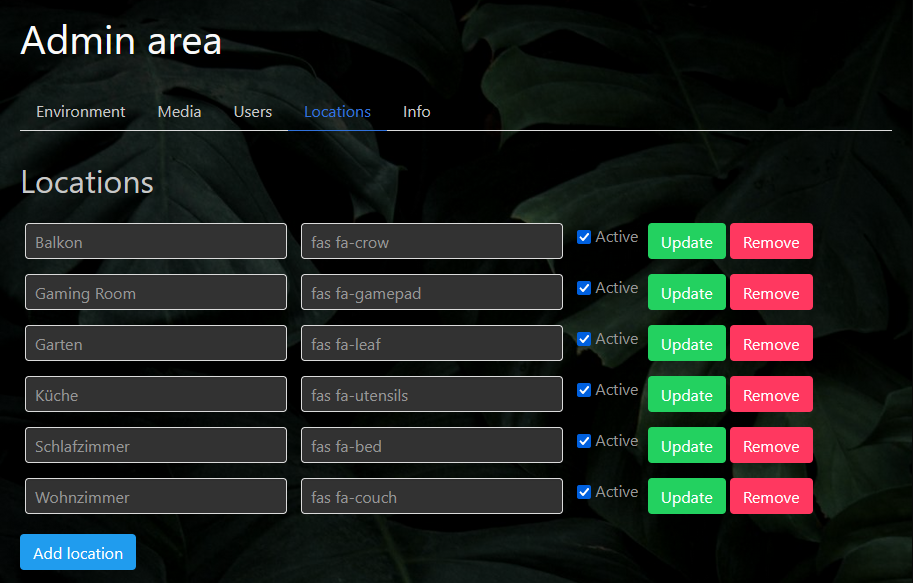 Admin area
Environment Media Users Locations Info
Locations
Balkon fas fa-crow Active Update Remove
Gaming Room fas fa-gamepad Active Update Remove
Garten fas fa-leaf Active Update Remove
Küche fas fa-utensils Active Update Remove
Schlafzimmer fas fa-bed Active Update Remove
Wohnzimmer fas fa-couch Active Update Remove
Add location